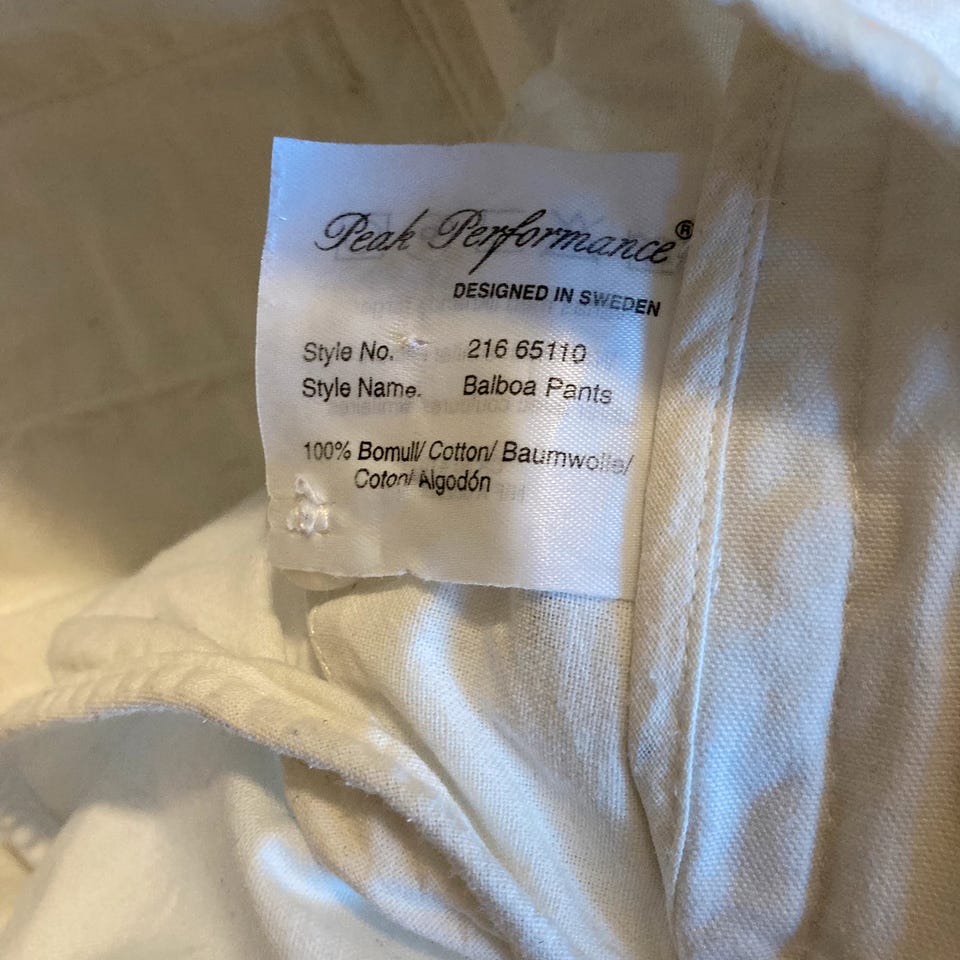 Peak Performance®
DESIGNED IN SWEDEN
Style No. 216 65110
Style Name. Balboa Pants
100% Bomull/ Cotton/ Baumwolle/
Coton/ Algodón